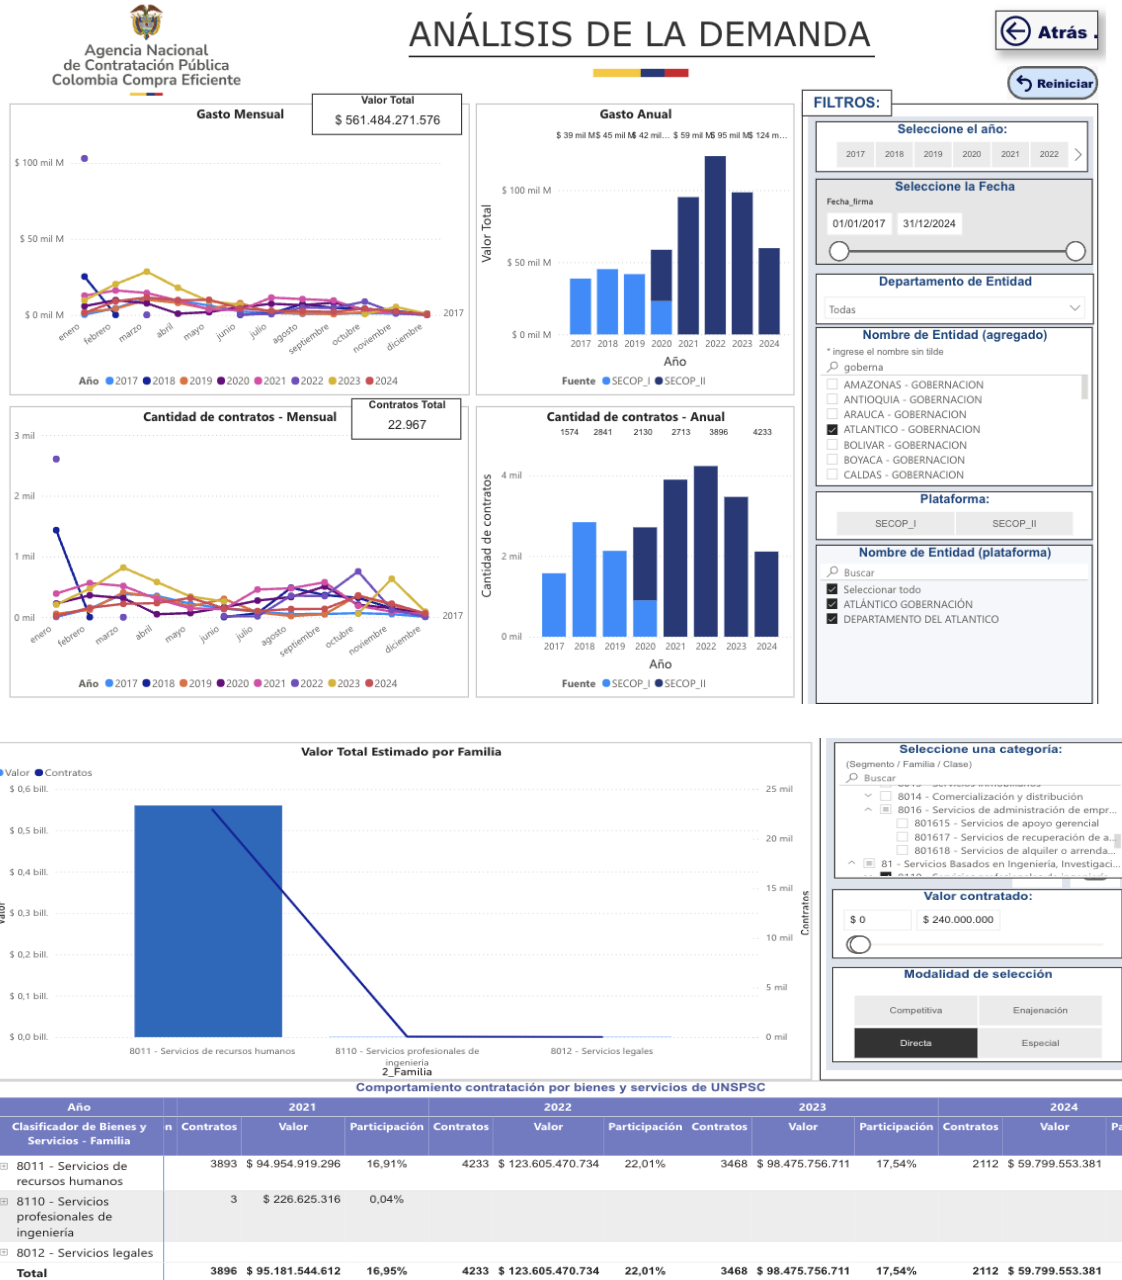 Agencia Nacional
de Contratación Pública
Colombia Compra Eficiente
ANÁLISIS DE LA DEMANDA
Atrás .
Reiniciar
Gasto Mensual
Valor Total
$ 561.484.271.576
$ 100 mil M
$ 50 mil M
$ 0 mil M
2017
enero
febrero
marzo
abril
mayo
junio
julio
agosto
septiembre
octubre
noviembre
diciembre
Año 2017 2018 2019 2020 2021 2022 2023 2024
Gasto Anual
$ 39 mil M $ 45 mil M $ 42 mil... $ 59 mil M $ 95 mil M $ 124 m...
Valor Total
$ 100 mil M
$ 50 mil M
$ 0 mil M
2017 2018 2019 2020 2021 2022 2023 2024
Año
Fuente SECOP_I SECOP_II
Cantidad de contratos - Mensual
Contratos Total
22.967
3 mil
2 mil
1 mil
0 mil
2017
enero
febrero
marzo
abril
mayo
junio
julio
agosto
septiembre
octubre
noviembre
diciembre
Año 2017 2018 2019 2020 2021 2022 2023 2024
Cantidad de contratos - Anual
1574 2841 2130 2713 3896 4233
Cantidad de contratos
4 mil
2 mil
0 mil
2017 2018 2019 2020 2021 2022 2023 2024
Año
Fuente SECOP_I SECOP_II
FILTROS:
Seleccione el año:
2017 2018 2019 2020 2021 2022
Seleccione la Fecha
Fecha_firma
01/01/2017 31/12/2024
Departamento de Entidad
Todas
Nombre de Entidad (agregado)
* ingrese el nombre sin tilde
goberna
AMAZONAS - GOBERNACION
ANTIOQUIA - GOBERNACION
ARAUCA - GOBERNACION
ATLANTICO - GOBERNACION
BOLIVAR - GOBERNACION
BOYACA - GOBERNACION
CALDAS - GOBERNACION
Plataforma:
SECOP_I SECOP_II
Nombre de Entidad (plataforma)
Buscar
Seleccionar todo
ATLÁNTICO GOBERNACIÓN
DEPARTAMENTO DEL ATLANTICO
Valor Total Estimado por Familia
Valor Contratos
$ 0,6 bill.
$ 0,5 bill.
$ 0,4 bill.
$ 0,3 bill.
$ 0,2 bill.
$ 0,1 bill.
$ 0,0 bill.
Valor
25 mil
20 mil
15 mil
10 mil
5 mil
0 mil
Contratos
8011 - Servicios de recursos humanos
8110 - Servicios profesionales de
ingeniería
8012 - Servicios legales
2_Familia
Seleccione una categoría:
(Segmento / Familia / Clase)
Buscar
8014 - Comercialización y distribución
8016 - Servicios de administración de empr...
801615 - Servicios de apoyo gerencial
801617 - Servicios de recuperación de a...
801618 - Servicios de alquiler o arrenda...
81 - Servicios Basados en Ingeniería, Investigaci...
Valor contratado:
$ 0 $ 240.000.000
Modalidad de selección
Competitiva Enajenación
Directa Especial
Comportamiento contratación por bienes y servicios de UNSPSC
Año 2021 2022 2023 2024
Clasificador de Bienes y
Servicios - Familia
n Contratos Valor Participación Contratos Valor Participación Contratos Valor Participación Contratos Valor Pa
8011 - Servicios de
recursos humanos
3893 $ 94.954.919.296 16,91% 4233 $ 123.605.470.734 22,01% 3468 $ 98.475.756.711 17,54% 2112 $ 59.799.553.381
8110 - Servicios
profesionales de
ingeniería
3 $ 226.625.316 0,04%
8012 - Servicios legales
Total 3896 $ 95.181.544.612 16,95% 4233 $ 123.605.470.734 22,01% 3468 $ 98.475.756.711 17,54% 2112 $ 59.799.553.381